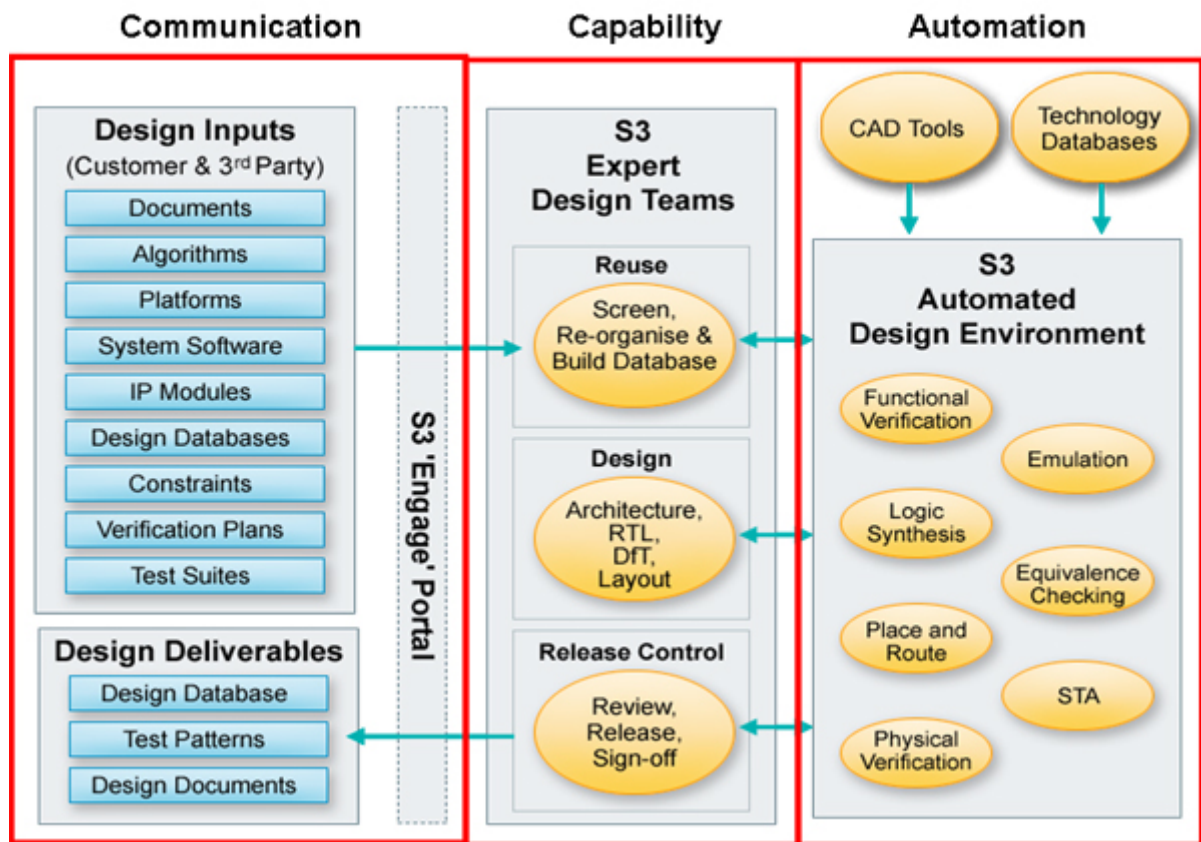 Communication
Capability
Automation
Design Inputs
(Customer & 3rd Party)
Documents
Algorithms
Platforms
System Software
IP Modules
Design Databases
Constraints
Verification Plans
Test Suites
Design Deliverables
Design Database
Test Patterns
Design Documents
S3 'Engage' Portal
S3
Expert
Design Teams
Reuse
Screen,
Re-organise &
Build Database
Design
Architecture,
RTL,
DfT,
Layout
Release Control
Review,
Release,
Sign-off
CAD Tools
Technology
Databases
S3
Automated
Design Environment
Functional
Verification
Emulation
Logic
Synthesis
Equivalence
Checking
Place and
Route
STA
Physical
Verification